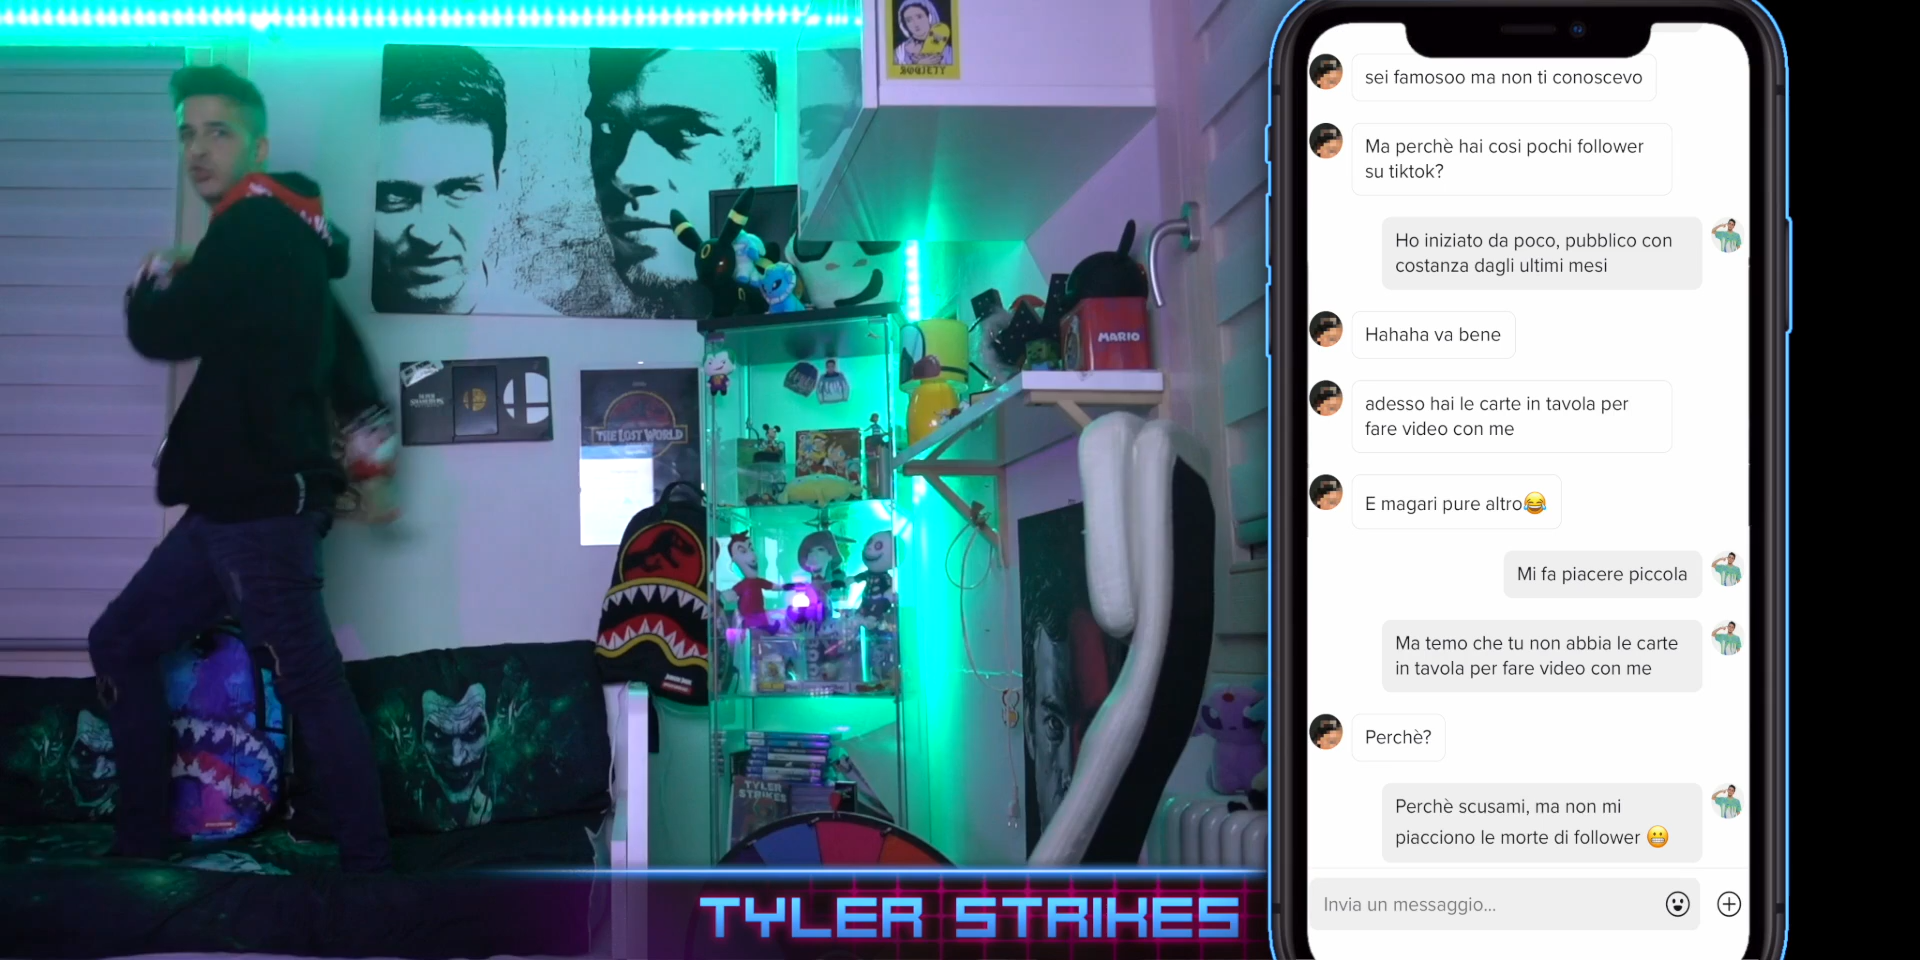 SOCIETY
MARIO
THE LOST WORLD
TYLER
STRIKES
TYLER STRIKES
sei famosoo ma non ti conoscevo
Ma perchè hai cosi pochi follower
su tiktok?
Ho iniziato da poco, pubblico con
costanza dagli ultimi mesi
Hahaha va bene
adesso hai le carte in tavola per
fare video con me
E magari pure altro😂
Mi fa piacere piccola
Ma temo che tu non abbia le carte
in tavola per fare video con me
Perchè?
Perchè scusami, ma non mi
piacciono le morte di follower 😬
Invia un messaggio...